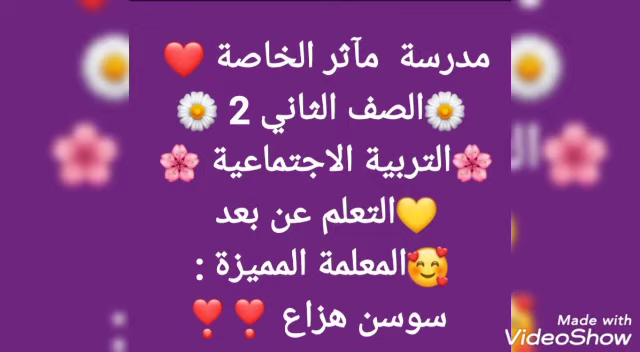 مدرسة مآثر الخاصة ❤️
🌼الصف الثاني 2 🌼
🌸التربية الاجتماعية 🌸
💛التعلم عن بعد
🥰المعلمة المميزة :
سوسن هزاع ❣️❣️
Made with
VideoShow